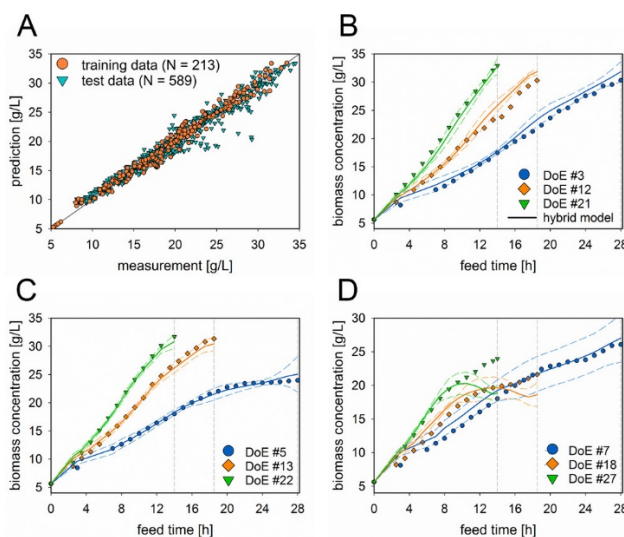 A
prediction [g/L]
35
30
25
20
15
10
5
training data (N = 213)
test data (N = 589)
5 10 15 20 25 30 35
measurement [g/L]
B
biomass concentration [g/L]
35
30
25
20
15
10
5
DoE #3
DoE #12
DoE #21
hybrid model
0 4 8 12 16 20 24 28
feed time [h]
C
biomass concentration [g/L]
35
30
25
20
15
10
5
DoE #5
DoE #13
DoE #22
0 4 8 12 16 20 24 28
feed time [h]
D
biomass concentration [g/L]
30
25
20
15
10
5
DoE #7
DoE #18
DoE #27
0 4 8 12 16 20 24 28
feed time [h]